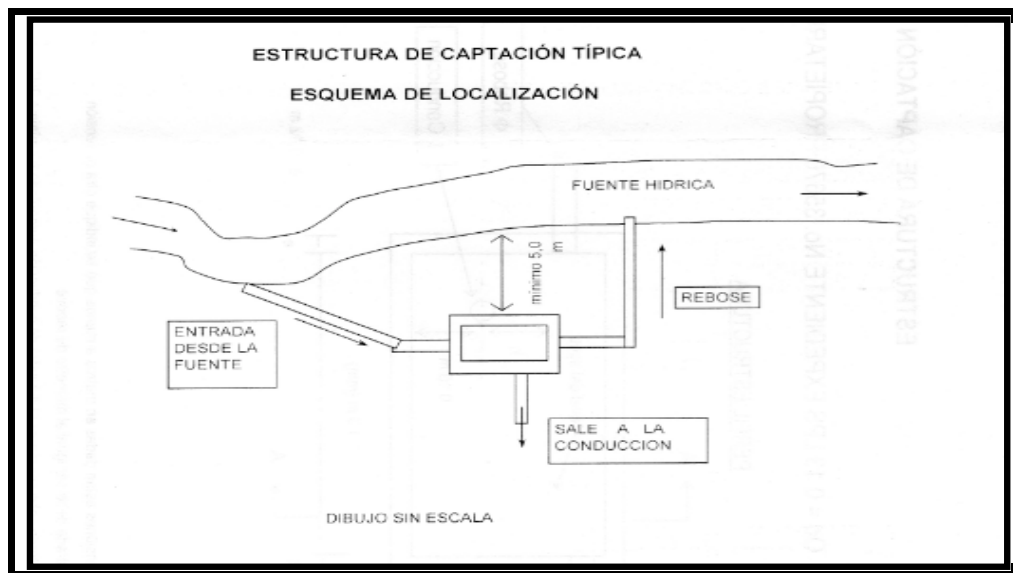 ESTRUCTURA DE CAPTACIÓN TÍPICA
ESQUEMA DE LOCALIZACIÓN
FUENTE HIDRICA
mínimo 5,0
m
REBOSE
ENTRADA
DESDE LA
FUENTE
SALE A LA
CONDUCCION
DIBUJO SIN ESCALA